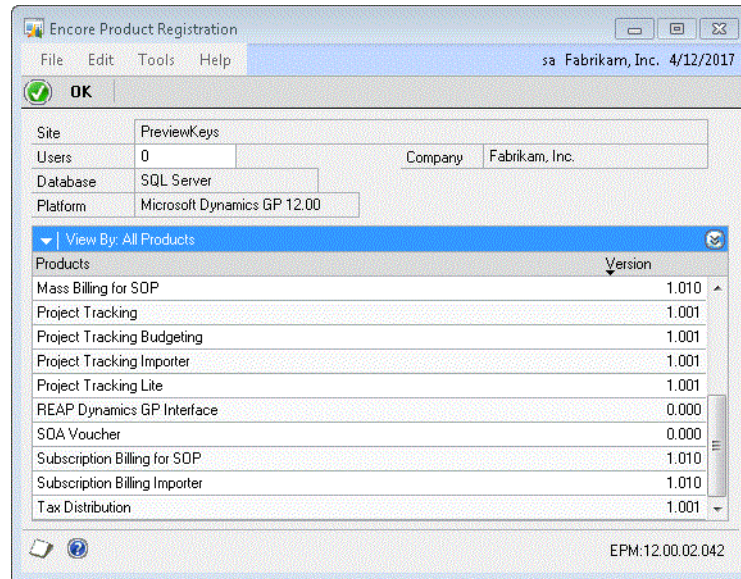 Encore Product Registration
File Edit Tools Help sa Fabrikam, Inc. 4/12/2017
OK
Site PreviewKeys
Users 0 Company Fabrikam, Inc.
Database SQL Server
Platform Microsoft Dynamics GP 12.00
View By: All Products
Products Version
Mass Billing for SOP 1.010
Project Tracking 1.001
Project Tracking Budgeting 1.001
Project Tracking Importer 1.001
Project Tracking Lite 1.001
REAP Dynamics GP Interface 0.000
SOA Voucher 0.000
Subscription Billing for SOP 1.010
Subscription Billing Importer 1.010
Tax Distribution 1.001
EPM:12.00.02.042